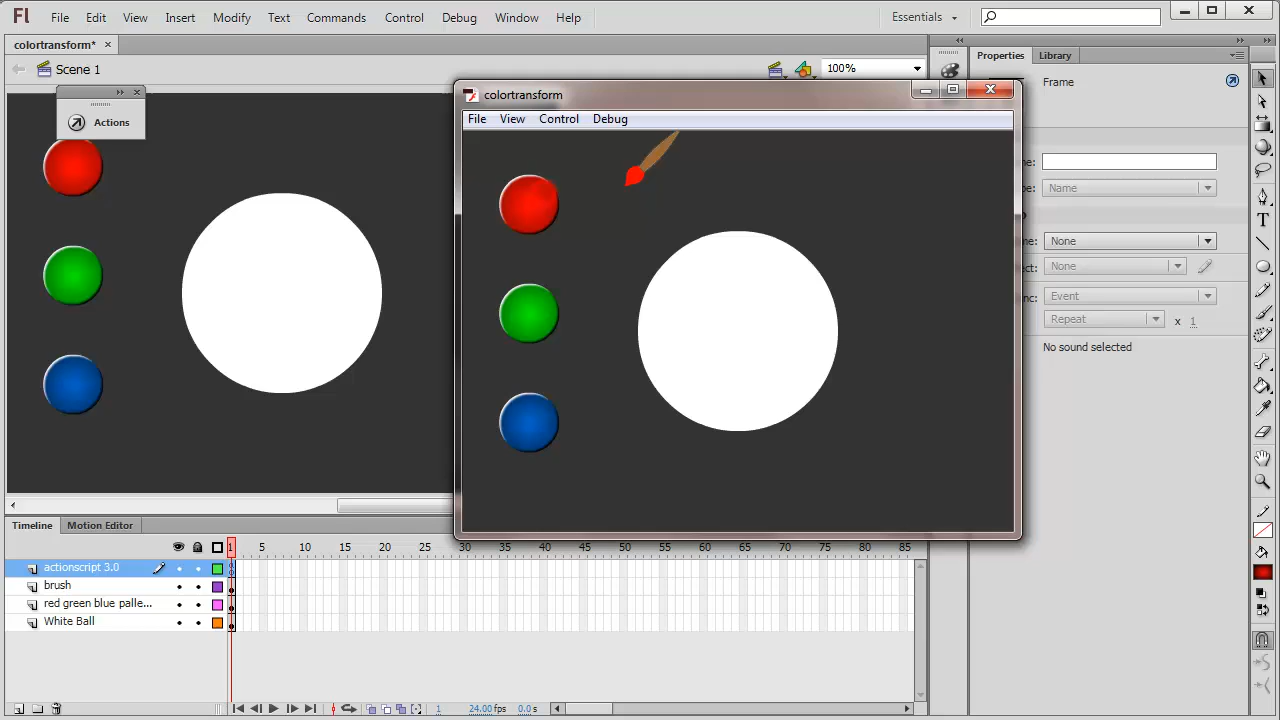 Fl File Edit View Insert Modify Text Commands Control Debug Window Help Essentials
colortransform*
Scene 1 100%
Actions
colortransform
File View Control Debug
Properties Library
Frame
Name
None
None
Event
Repeat x 1
No sound selected
Timeline Motion Editor
1 5 10 15 20 25 30 35 40 45 50 55 60 65 70 75 80 85
actionscript 3.0
brush
red green blue palle...
White Ball
1 24.00 fps 0.0 s